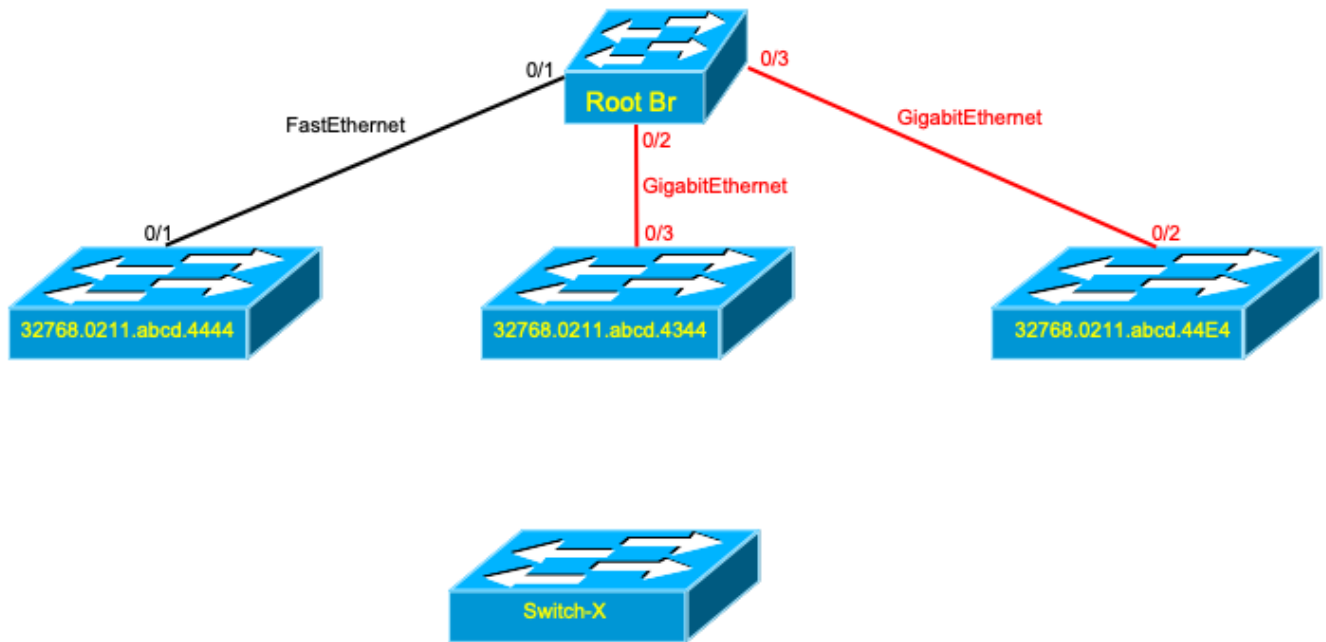 0/1
0/3
Root Br
FastEthernet
GigabitEthernet
0/2
GigabitEthernet
0/1
0/3
0/2
32768.0211.abcd.4444
32768.0211.abcd.4344
32768.0211.abcd.44E4
Switch-X